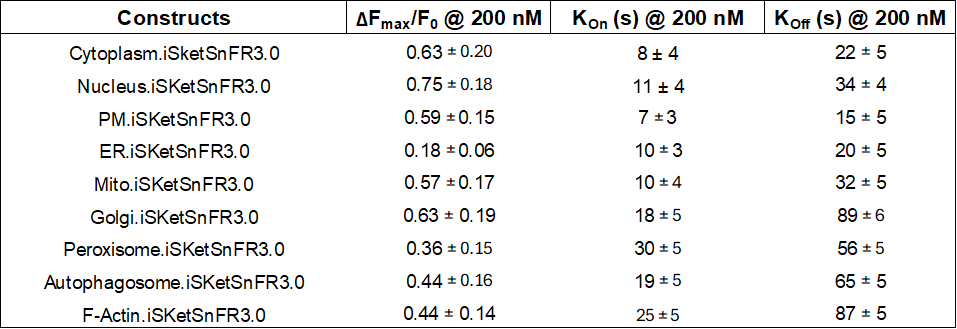 Constructs ΔFmax/F0 @ 200 nM KOn (s) @ 200 nM KOff (s) @ 200 nM
Cytoplasm.iSketSnFR3.0 0.63 ± 0.20 8 ± 4 22 ± 5
Nucleus.iSKetSnFR3.0 0.75 ± 0.18 11 ± 4 34 ± 4
PM.iSKetSnFR3.0 0.59 ± 0.15 7 ± 3 15 ± 5
ER.iSKetSnFR3.0 0.18 ± 0.06 10 ± 3 20 ± 5
Mito.iSKetSnFR3.0 0.57 ± 0.17 10 ± 4 32 ± 5
Golgi.iSKetSnFR3.0 0.63 ± 0.19 18 ± 5 89 ± 6
Peroxisome.iSKetSnFR3.0 0.36 ± 0.15 30 ± 5 56 ± 5
Autophagosome.iSKetSnFR3.0 0.44 ± 0.16 19 ± 5 65 ± 5
F-Actin.iSKetSnFR3.0 0.44 ± 0.14 25 ± 5 87 ± 5